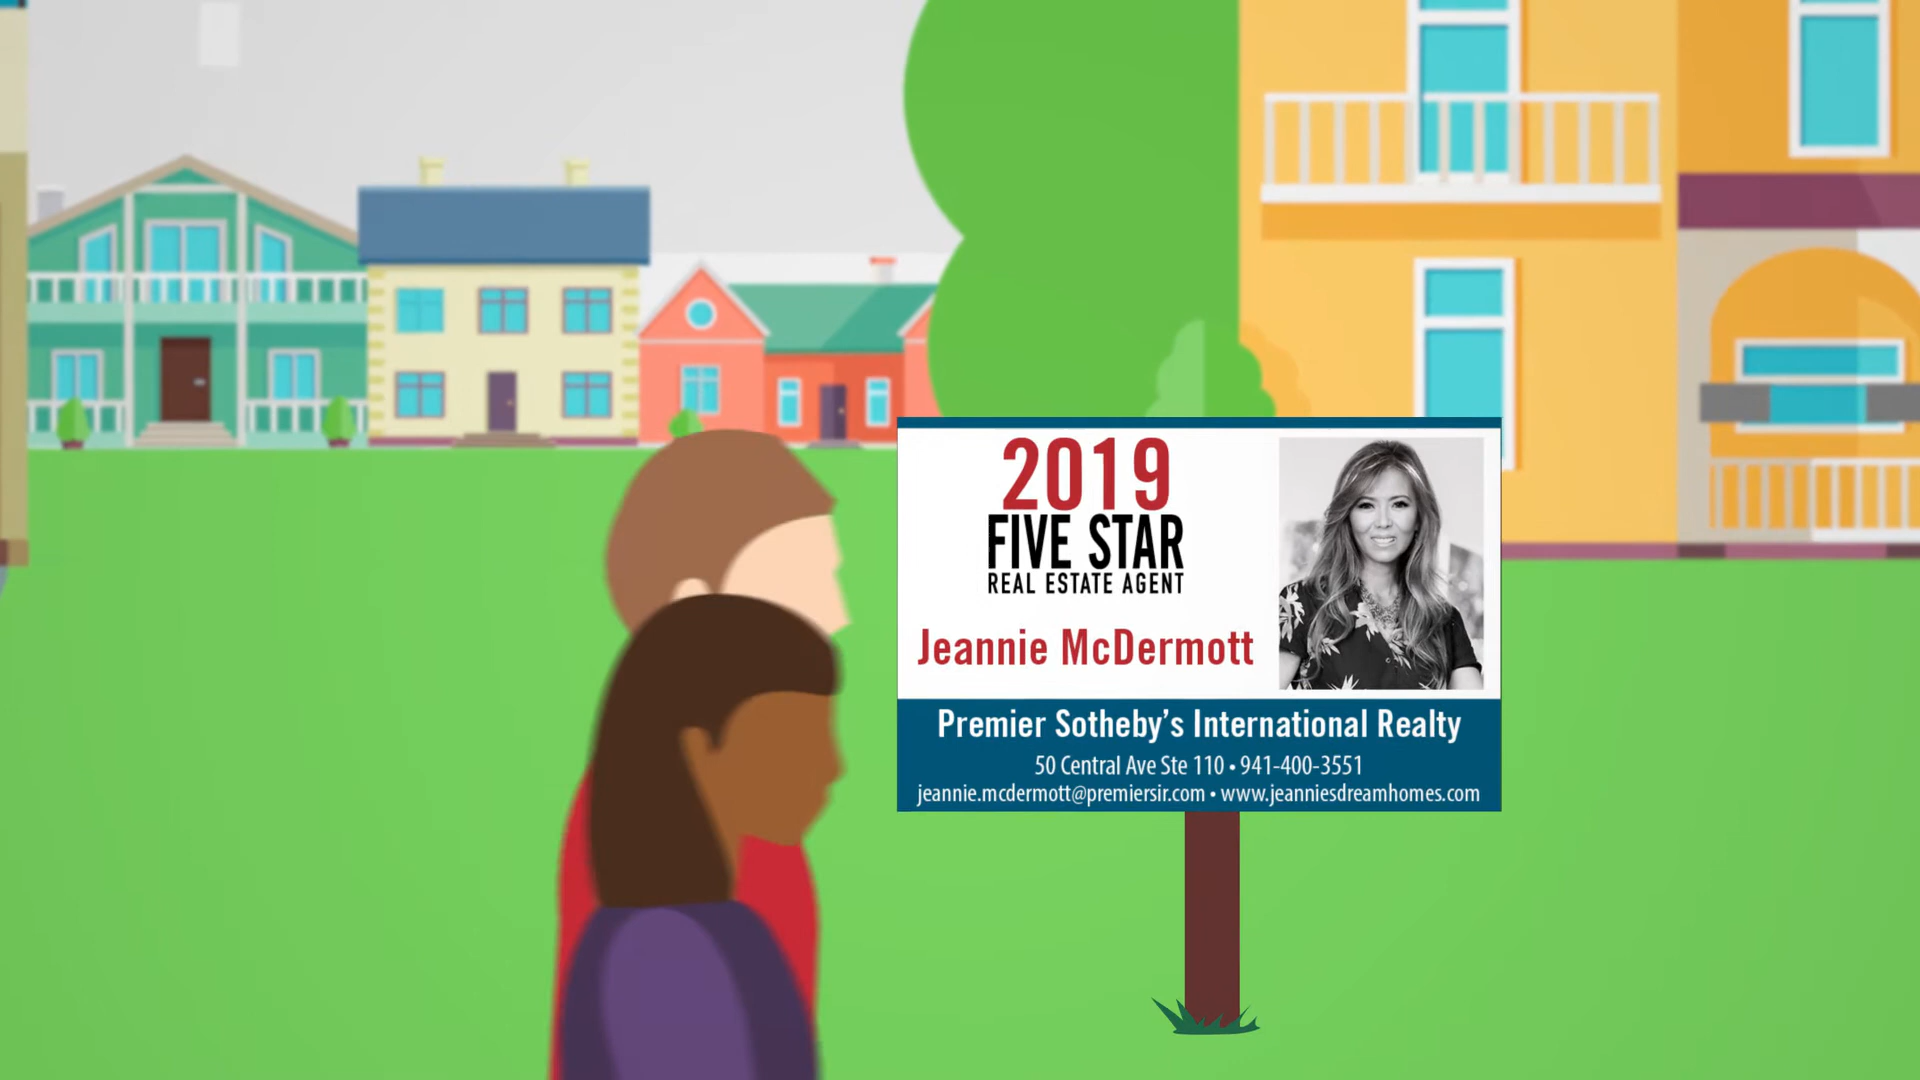 2019
FIVE STAR
REAL ESTATE AGENT
Jeannie McDermott
Premier Sotheby's International Realty
50 Central Ave Ste 110 • 941-400-3551
jeannie.mcdermott@premiersir.com • www.jeanniesdreamhomes.com